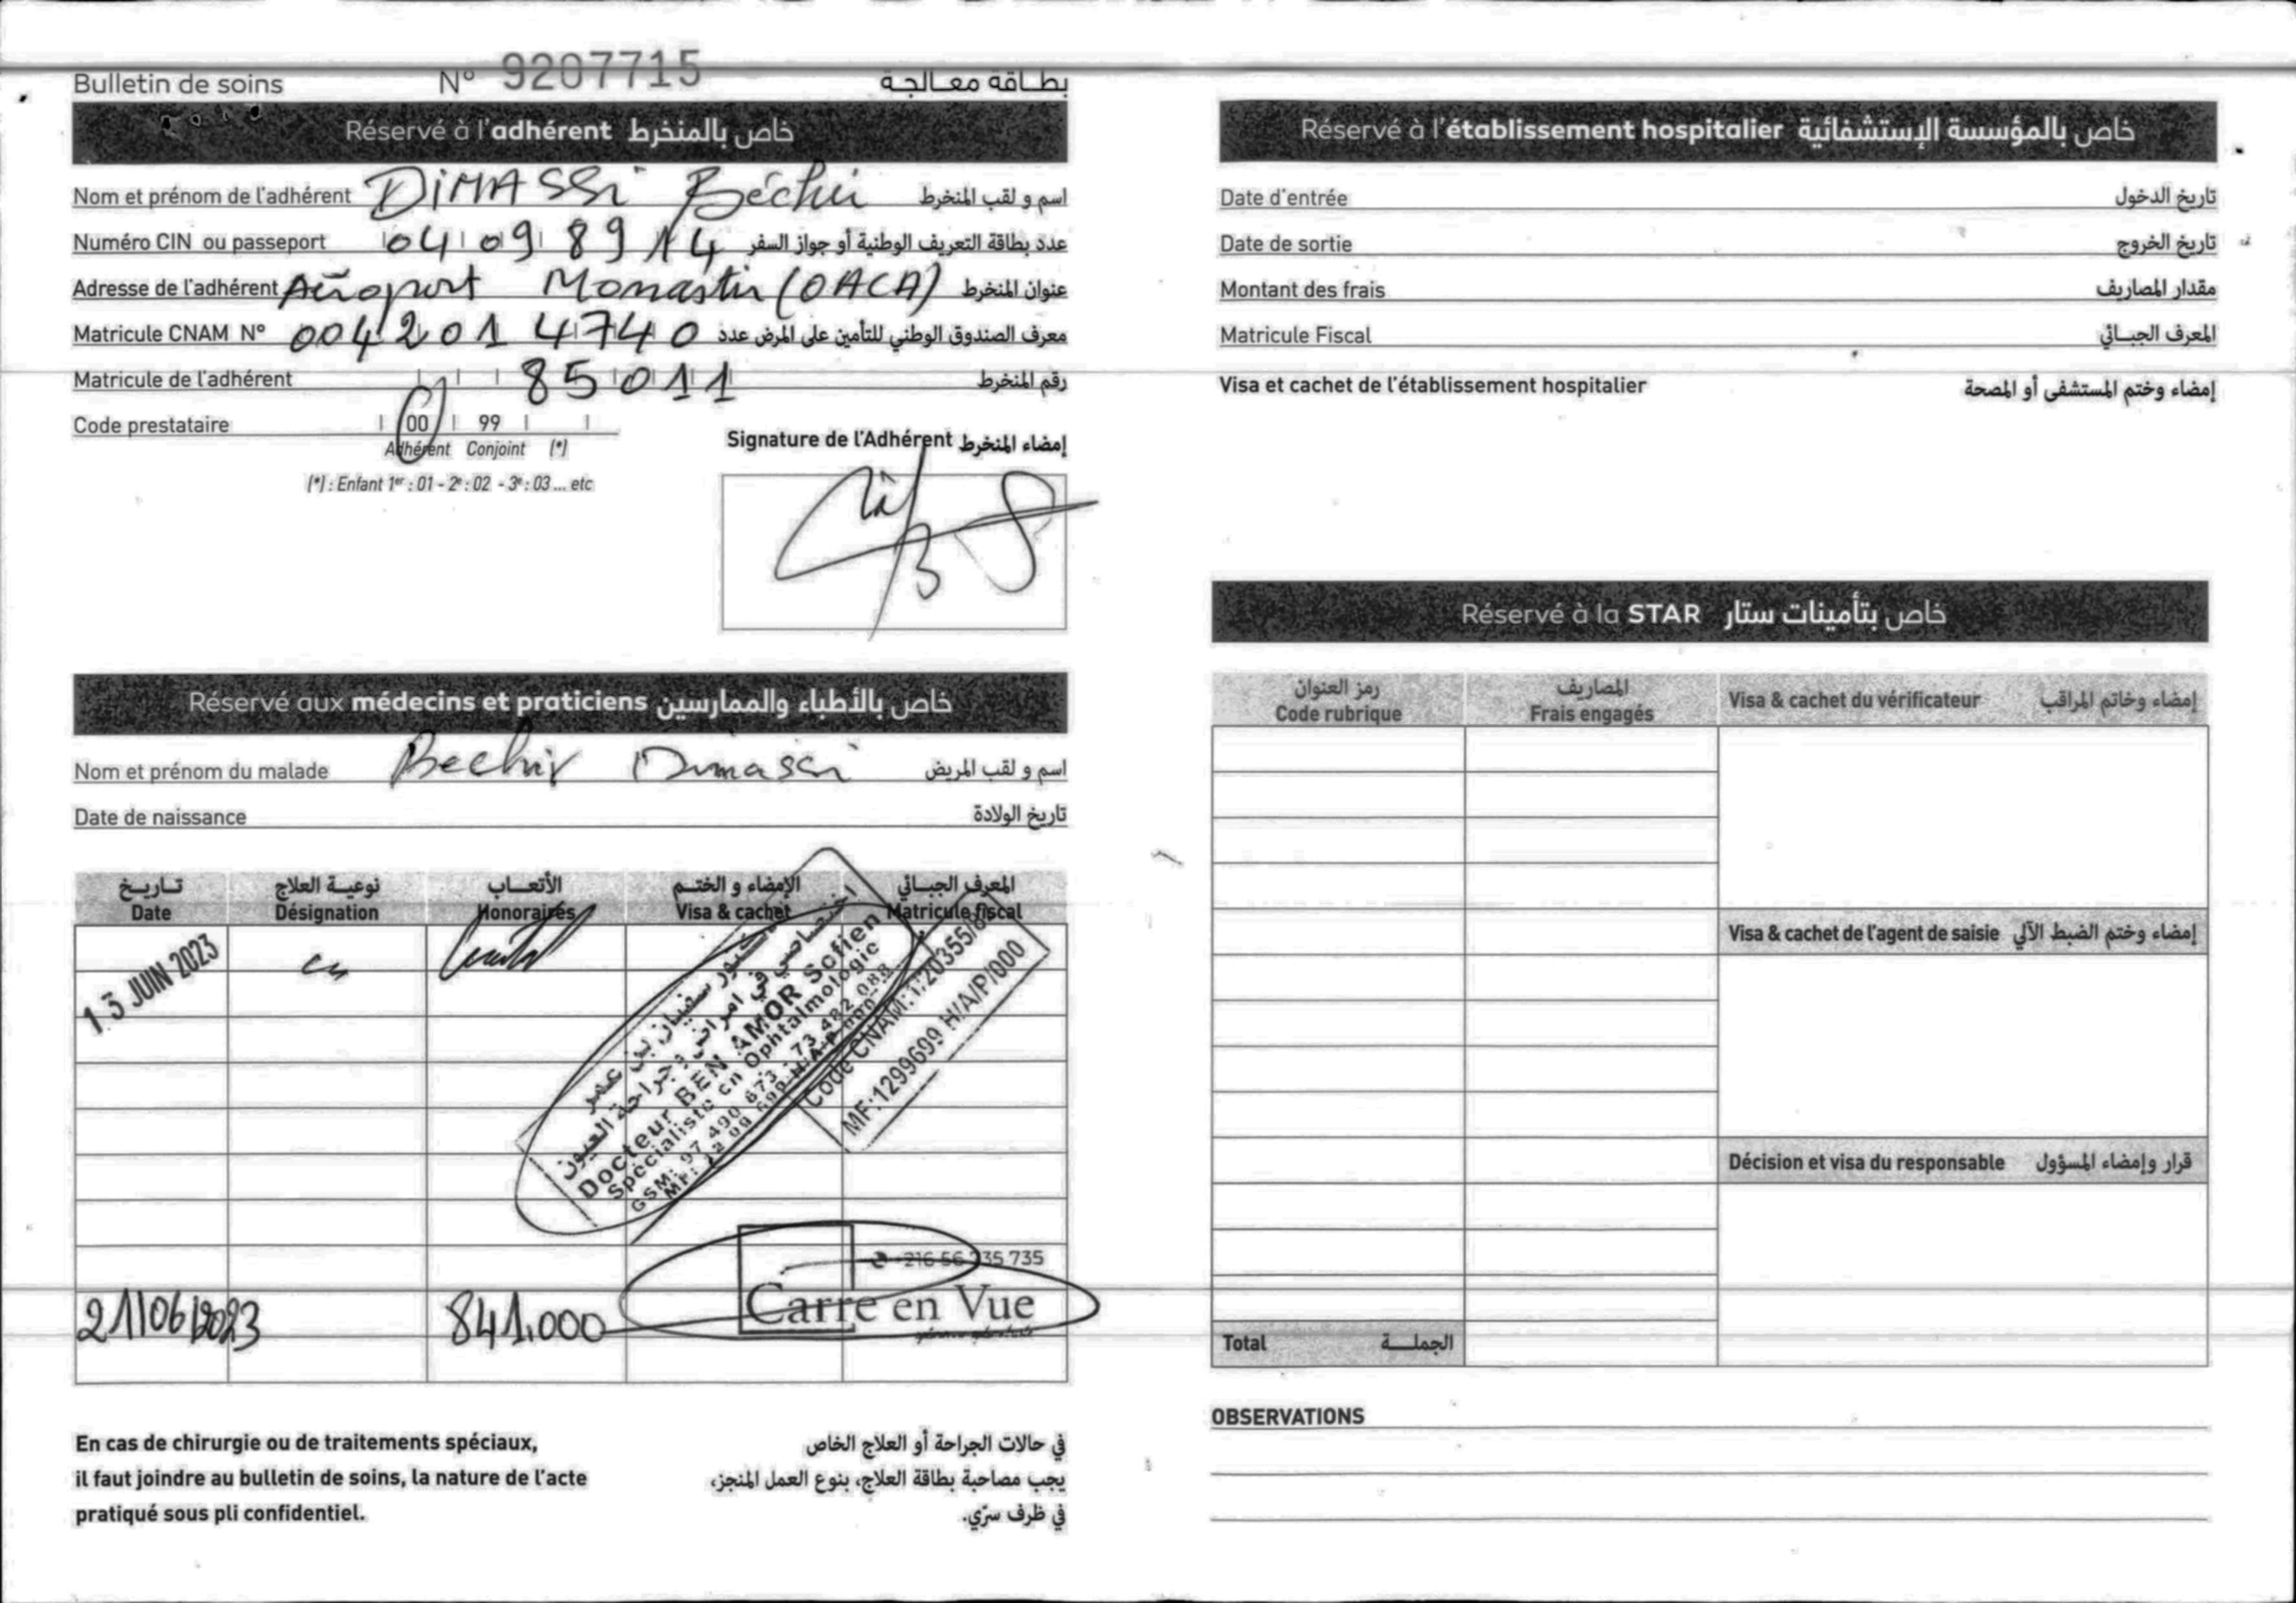 Bulletin de soins N° 9207715 بطاقة معالجة
Réservé à l'adhérent خاص بالمنخرط
Nom et prénom de l'adhérent DIMASSI Béchir اسم و لقب المنخرط
Numéro CIN ou passeport 04098914 عدد بطاقة التعريف الوطنية أو جواز السفر
Adresse de l'adhérent Aéroport Monastir (OACA) عنوان المنخرط
Matricule CNAM N° 004201 4740 معرف الصندوق الوطني للتأمين على المرض عدد
Matricule de l'adhérent 85011 رقم المنخرط
Code prestataire 00 99
Adhérent Conjoint (*)
(*) : Enfant 1er : 01 - 2e : 02 - 3e : 03 ... etc
Signature de l'Adhérent إمضاء المنخرط
Réservé aux médecins et praticiens خاص بالأطباء والممارسين
Nom et prénom du malade Bechir Dimassi اسم و لقب المريض
Date de naissance تاريخ الولادة
تاريخ نوعية العلاج الأتعاب الإمضاء و الختم المعرف الجبائي
Date Désignation Honoraires Visa & cachet Matricule fiscal
13 JUIN 2023
دكتور سفيان بن عمر
اختصاصي في امراض و جراحة العيون
Docteur BEN AMOR Sofien
Spécialiste en Ophtalmologie
GSM: 97 490 673 - 73 482 088
Code CNAM: 1/20355/8
MF:1299699 H/A/P/000
216 56 235 735
Carré en Vue
21/06/2023 841.000
En cas de chirurgie ou de traitements spéciaux,
il faut joindre au bulletin de soins, la nature de l'acte
pratiqué sous pli confidentiel.
في حالات الجراحة أو العلاج الخاص
يجب مصاحبة بطاقة العلاج، بنوع العمل المنجز،
في ظرف سرّي.
Réservé à l'établissement hospitalier خاص بالمؤسسة الإستشفائية
Date d'entrée تاريخ الدخول
Date de sortie تاريخ الخروج
Montant des frais مقدار المصاريف
Matricule Fiscal المعرف الجبائي
Visa et cachet de l'établissement hospitalier إمضاء وختم المستشفى أو المصحة
Réservé à la STAR خاص بتأمينات ستار
رمز العنوان المصاريف
Code rubrique Frais engagés Visa & cachet du vérificateur إمضاء وخاتم المراقب
Visa & cachet de l'agent de saisie إمضاء وختم الضبط الآلي
Décision et visa du responsable قرار وإمضاء المسؤول
Total الجملة
OBSERVATIONS